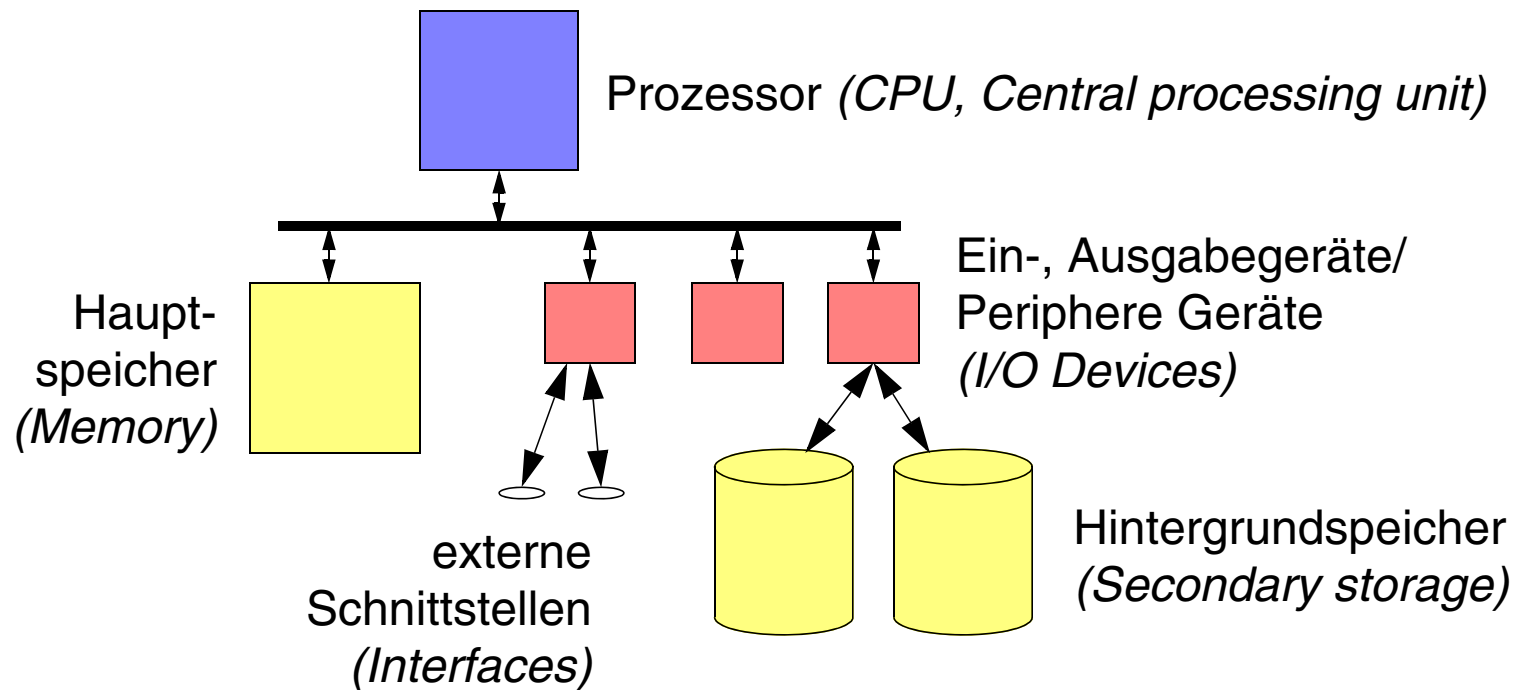 Prozessor (CPU, Central processing unit)
Ein-, Ausgabegeräte/
Periphere Geräte
(I/O Devices)
Haupt-
speicher
(Memory)
externe
Schnittstellen
(Interfaces)
Hintergrundspeicher
(Secondary storage)